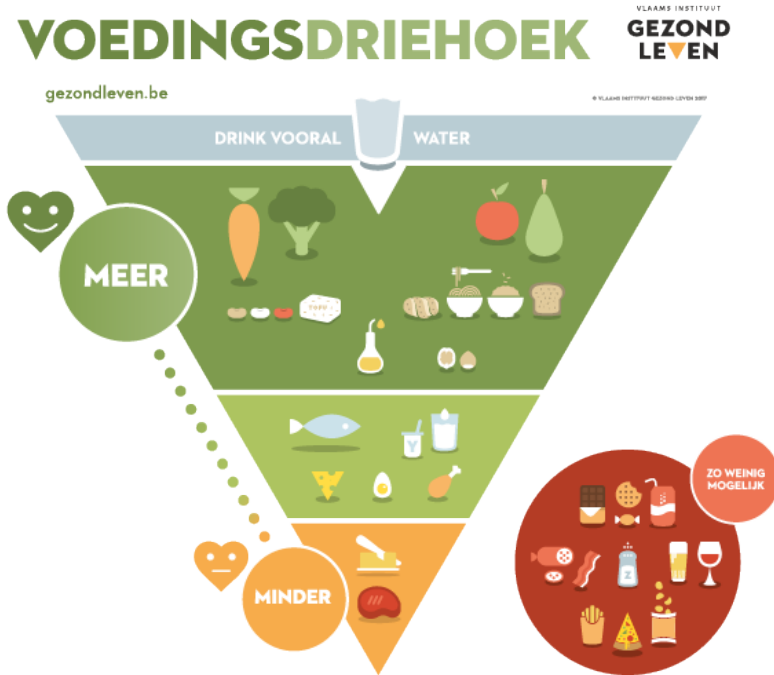 VOEDINGSDRIEHOEK
VLAAMS INSTITUUT
GEZOND
LEVEN
gezondleven.be
© VLAAMS INSTITUUT GEZOND LEVEN 2017
DRINK VOORAL WATER
MEER
TOFU
Y
ZO WEINIG
MOGELIJK
Z
MINDER